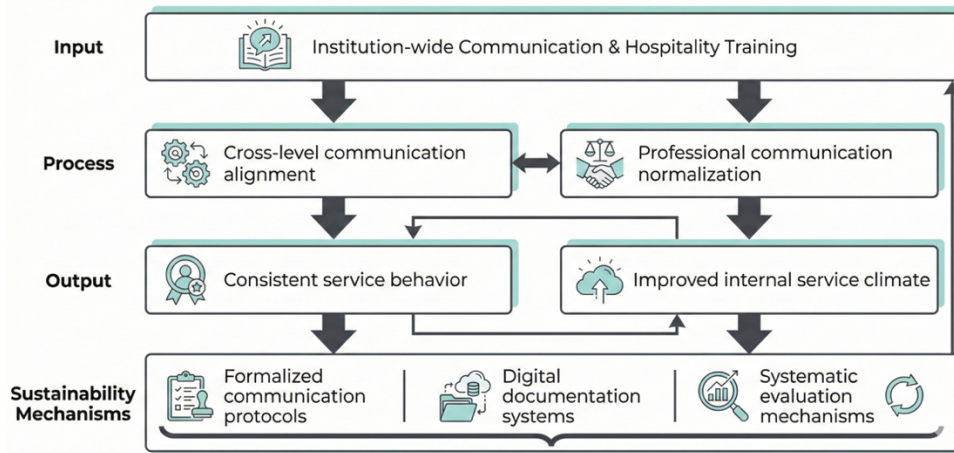 Input
Institution-wide Communication & Hospitality Training
Process
Cross-level communication
alignment
Professional communication
normalization
Output
Consistent service behavior
Improved internal service climate
Sustainability
Mechanisms
Formalized
communication
protocols
Digital
documentation
systems
Systematic
evaluation
mechanisms